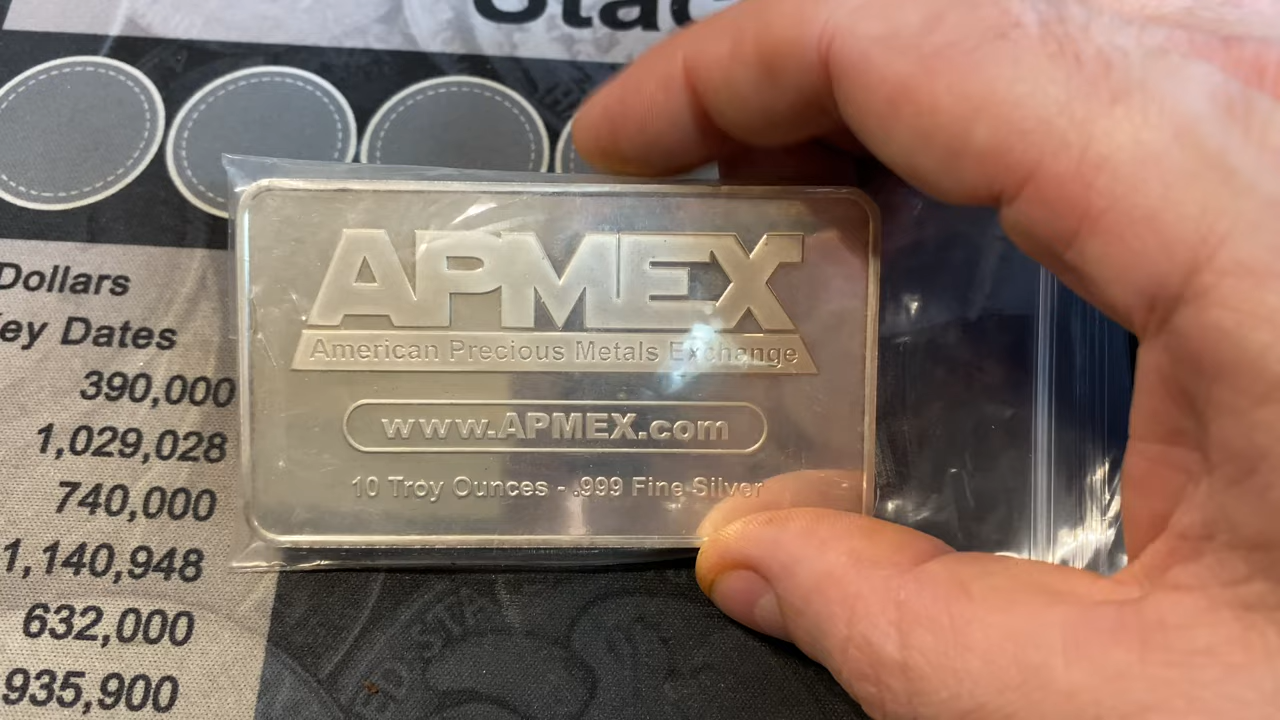 APMEX
American Precious Metals Exchange
www.APMEX.com
10 Troy Ounces - .999 Fine Silver
Dollars
Dates
390,000
1,029,028
740,000
1,140,948
632,000
935,900